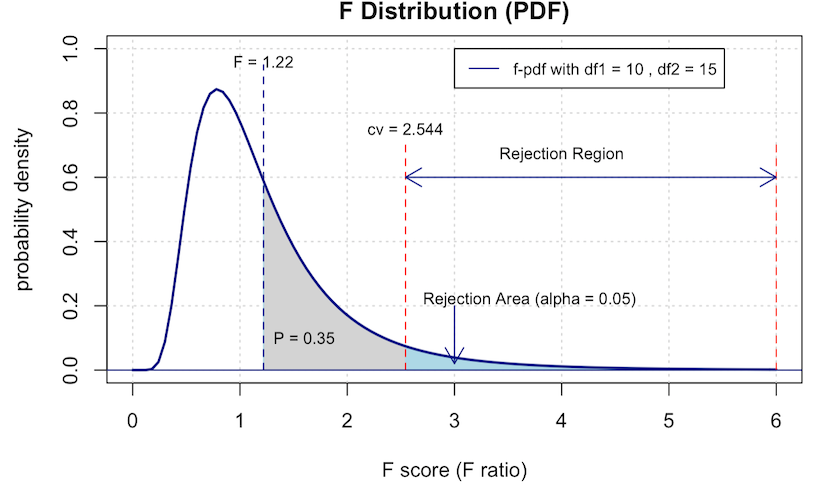 F Distribution (PDF)
F = 1.22
f-pdf with df1 = 10 , df2 = 15
cv = 2.544
Rejection Region
Rejection Area (alpha = 0.05)
P = 0.35
probability density
1.0
0.8
0.6
0.4
0.2
0.0
0 1 2 3 4 5 6
F score (F ratio)